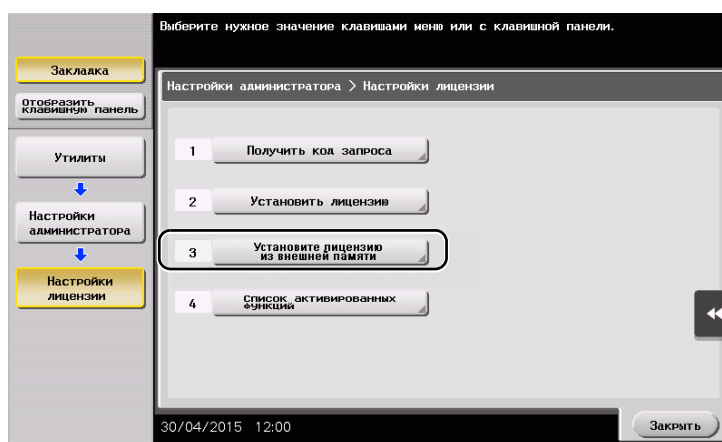 Выберите нужное значение клавишами меню или с клавишной панели.
Закладка
Отобразить
клавишную панель
Утилиты
Настройки
администратора
Настройки
лицензии
Настройки администратора > Настройки лицензии
1 Получить код запроса
2 Установить лицензию
3 Установите лицензию
из внешней памяти
4 Список активированных
функций
30/04/2015 12:00
Закрыть